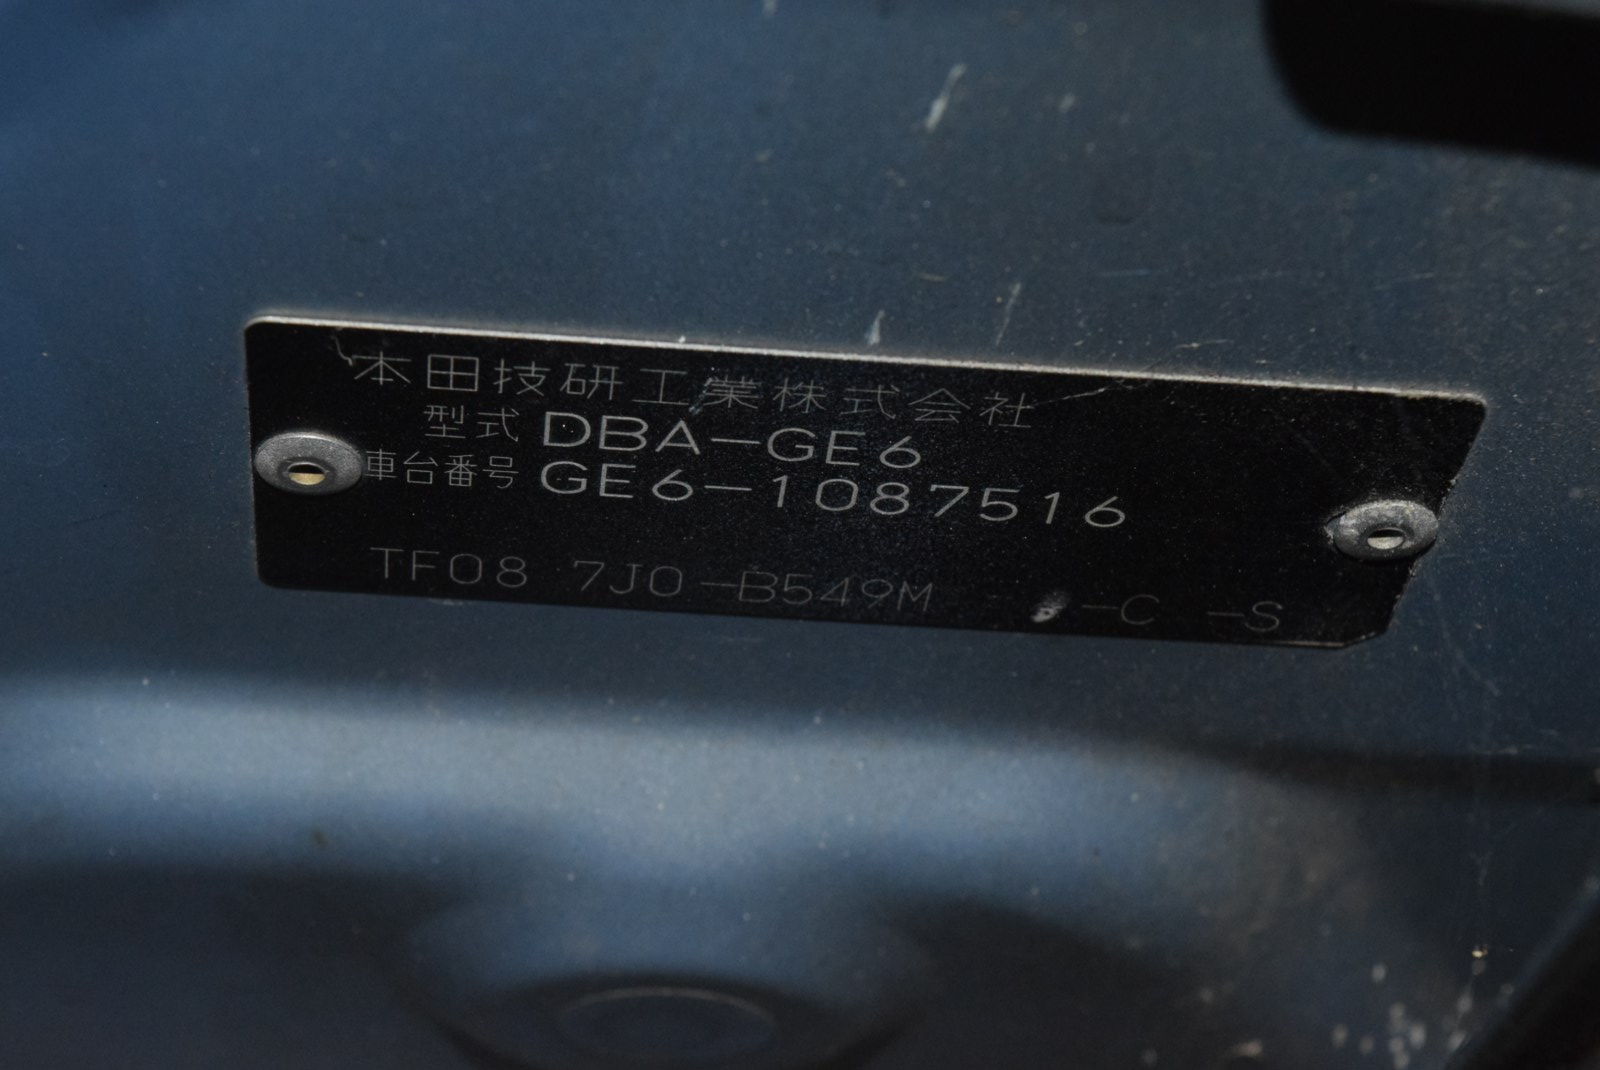 本田技研工業株式会社
型式 DBA-GE6
車台番号 GE6-1087516
TF08 7J0-B549M -C -S